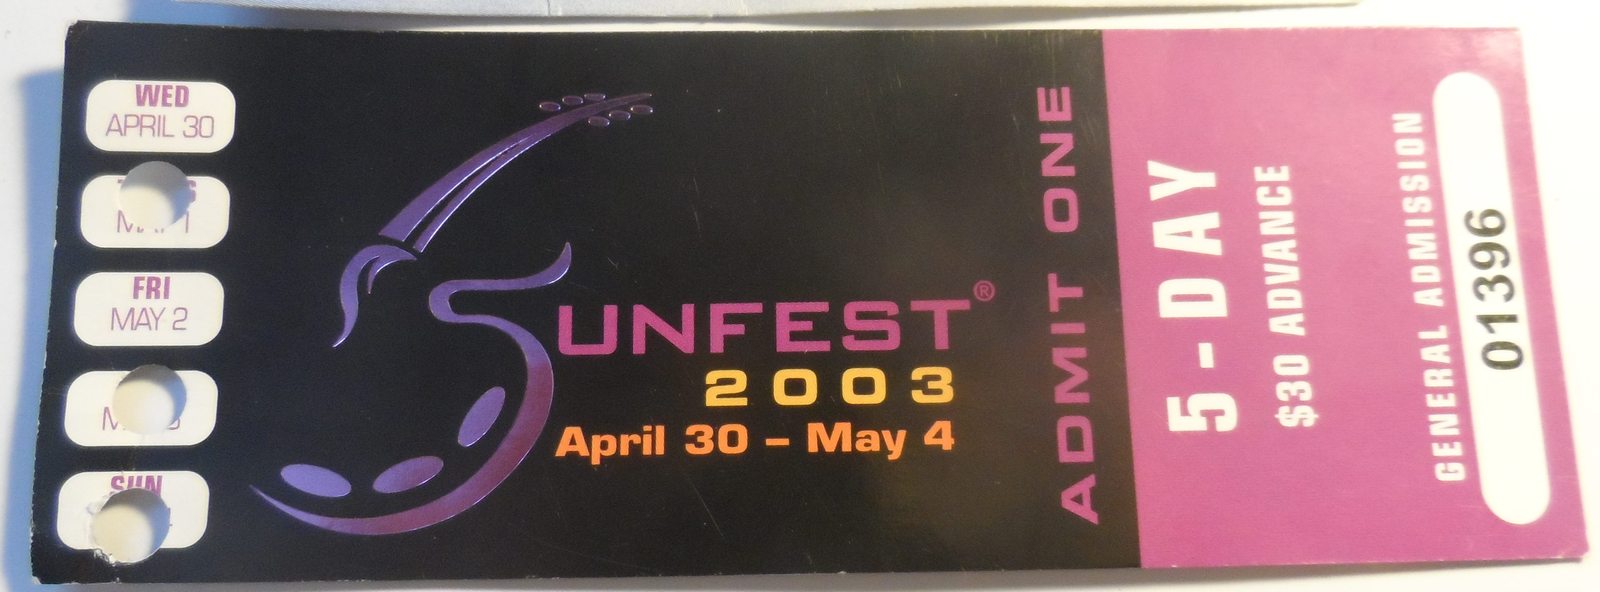 WED
APRIL 30
FRI
MAY 2
SUN
SUNFEST®
2003
April 30 – May 4
ADMIT ONE
5-DAY
$30 ADVANCE
GENERAL ADMISSION
01396